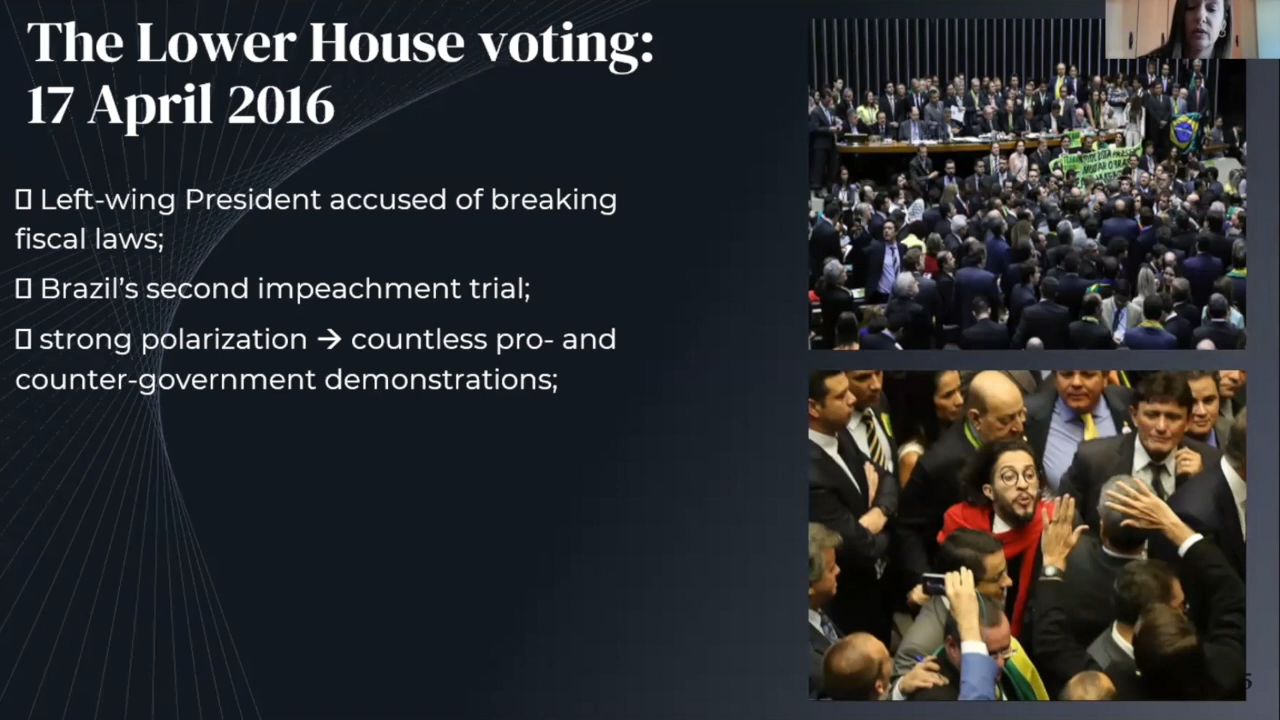 The Lower House voting:
17 April 2016
▯ Left-wing President accused of breaking
fiscal laws;
▯ Brazil’s second impeachment trial;
▯ strong polarization → countless pro- and
counter-government demonstrations;